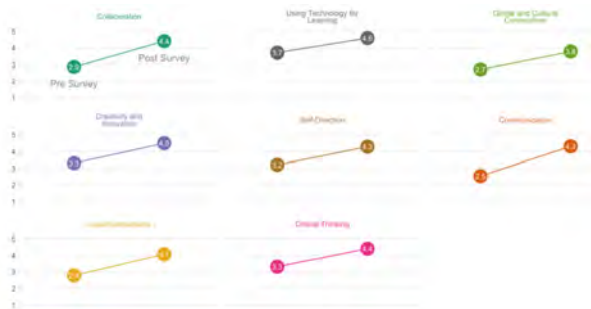 Collaboration
Using Technology for
Learning
Global and Cultural
Connections
5
4
3
2
1
2.9
4.4
Pre Survey
Post Survey
3.7
4.6
2.7
3.8
Creativity and
Innovation
Self-Direction
Communication
5
4
3
2
1
3.3
3.2
4.3
2.5
4.3
Local Connections
Critical Thinking
5
4
3
2
1
4.1
3.3
4.4